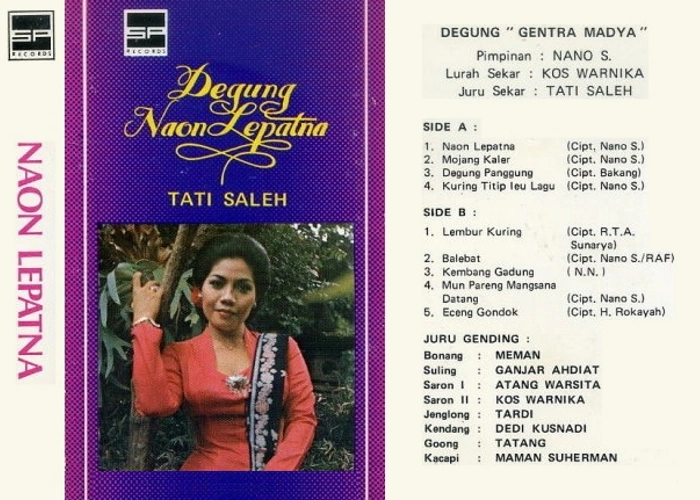 SP
RECORDS
NAON LEPATNA
SP
RECORDS
Degung
Naon Lepatna
TATI SALEH
DEGUNG " GENTRA MADYA "
Pimpinan : NANO S.
Lurah Sekar : KOS WARNIKA
Juru Sekar : TATI SALEH
SIDE A :
1. Naon Lepatna (Cipt. Nano S.)
2. Mojang Kaler (Cipt. Nano S.)
3. Degung Panggung (Cipt. Bakang)
4. Kuring Titip Ieu Lagu (Cipt. Nano S.)
SIDE B :
1. Lembur Kuring (Cipt. R.T.A.
Sunarya)
2. Balebat (Cipt. Nano S./RAF)
3. Kembang Gadung ( N.N. )
4. Mun Pareng Mangsana
Datang (Cipt. Nano S.)
5. Eceng Gondok (Cipt. H. Rokayah)
JURU GENDING :
Bonang : MEMAN
Suling : GANJAR AHDIAT
Saron I : ATANG WARSITA
Saron II : KOS WARNIKA
Jenglong : TARDI
Kendang : DEDI KUSNADI
Goong : TATANG
Kacapi : MAMAN SUHERMAN